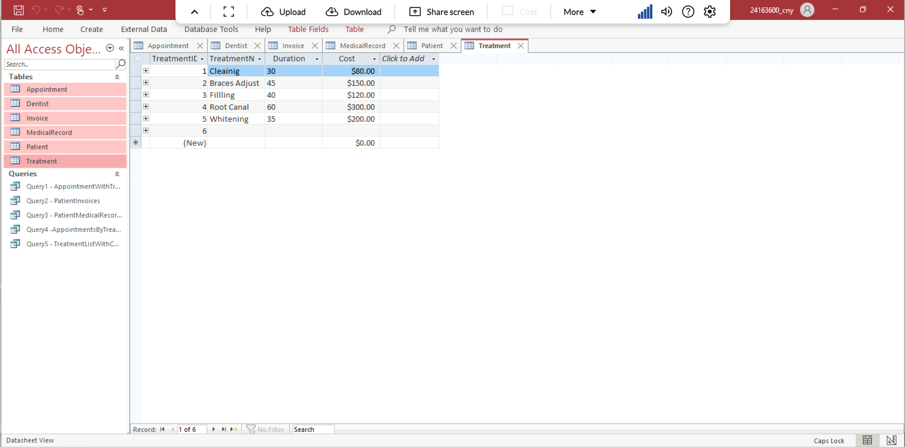 Upload Download Share screen Chat More 24163600_cny
File Home Create External Data Database Tools Help Table Fields Table Tell me what you want to do
All Access Obje...
Search...
Tables
Appointment
Dentist
Invoice
MedicalRecord
Patient
Treatment
Queries
Query1 - AppointmentWithTr...
Query2 - PatientInvoices
Query3 - PatientMedicalRecor...
Query4 -AppointmentsByTrea...
Query5 - TreatmentListWithC...
Appointment Dentist Invoice MedicalRecord Patient Treatment
TreatmentID TreatmentN Duration Cost Click to Add
1 Cleainig 30 $80.00
2 Braces Adjust 45 $150.00
3 Fillling 40 $120.00
4 Root Canal 60 $300.00
5 Whitening 35 $200.00
6
(New) $0.00
Record: 1 of 6 No Filter Search
Datasheet View Caps Lock